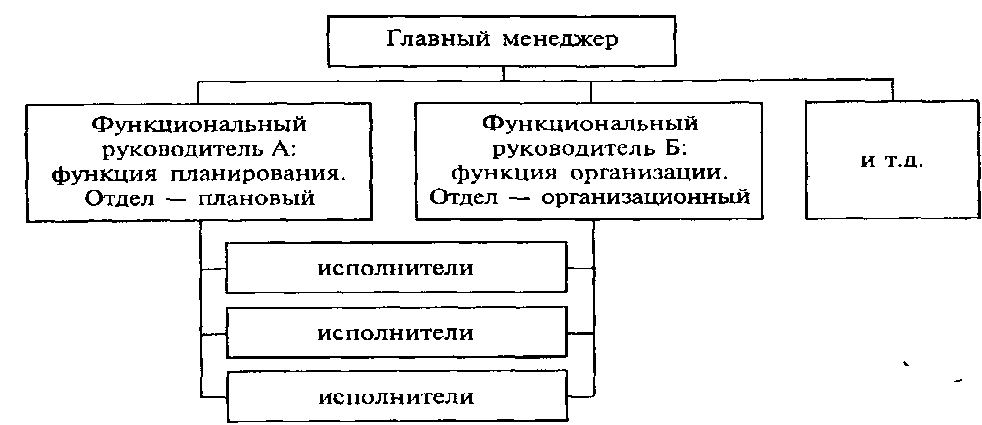 Главный менеджер
Функциональный
руководитель А:
функция планирования.
Отдел — плановый
Функциональный
руководитель Б:
функция организации.
Отдел — организационный
и т.д.
исполнители
исполнители
исполнители